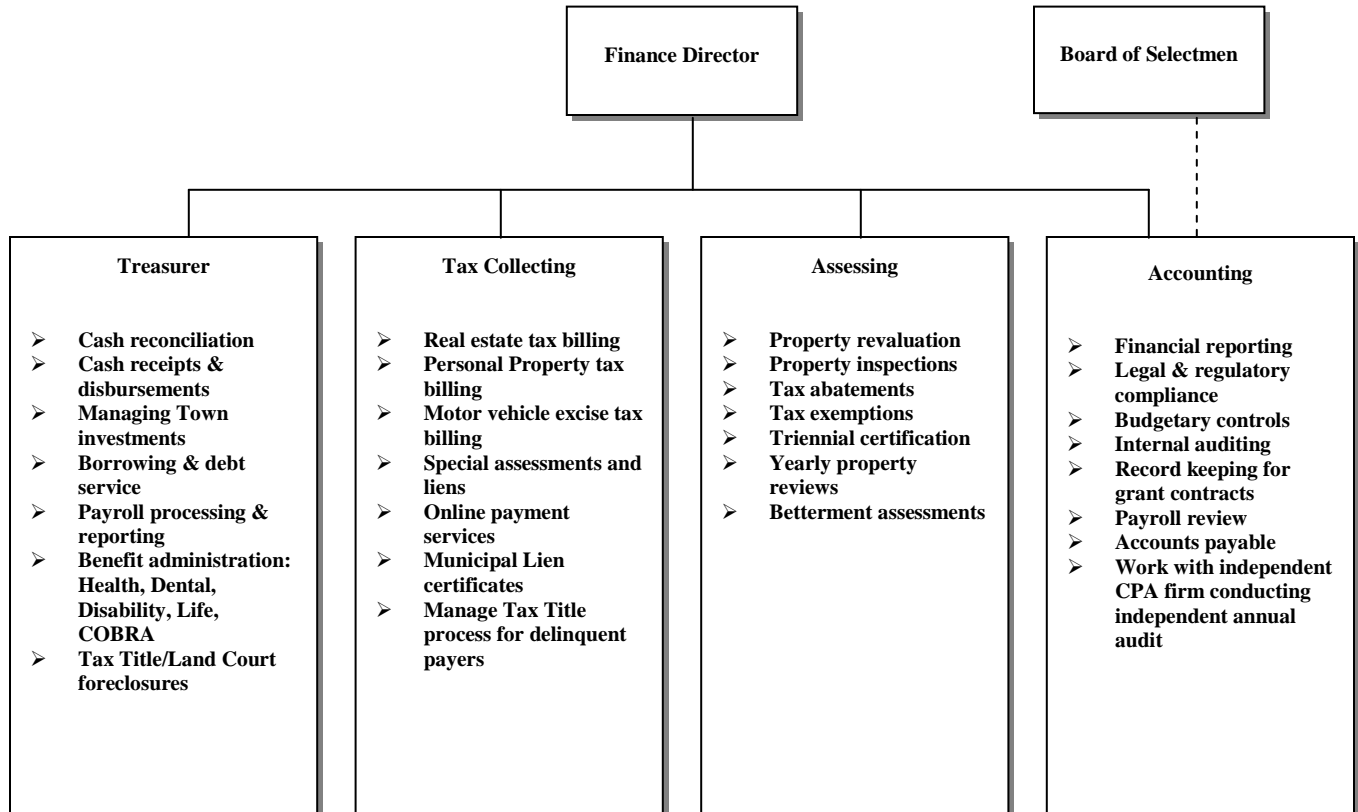 Finance Director
Board of Selectmen
Treasurer
➢ Cash reconciliation
➢ Cash receipts &
disbursements
➢ Managing Town
investments
➢ Borrowing & debt
service
➢ Payroll processing &
reporting
➢ Benefit administration:
Health, Dental,
Disability, Life,
COBRA
➢ Tax Title/Land Court
foreclosures
Tax Collecting
➢ Real estate tax billing
➢ Personal Property tax
billing
➢ Motor vehicle excise tax
billing
➢ Special assessments and
liens
➢ Online payment
services
➢ Municipal Lien
certificates
➢ Manage Tax Title
process for delinquent
payers
Assessing
➢ Property revaluation
➢ Property inspections
➢ Tax abatements
➢ Tax exemptions
➢ Triennial certification
➢ Yearly property
reviews
➢ Betterment assessments
Accounting
➢ Financial reporting
➢ Legal & regulatory
compliance
➢ Budgetary controls
➢ Internal auditing
➢ Record keeping for
grant contracts
➢ Payroll review
➢ Accounts payable
➢ Work with independent
CPA firm conducting
independent annual
audit